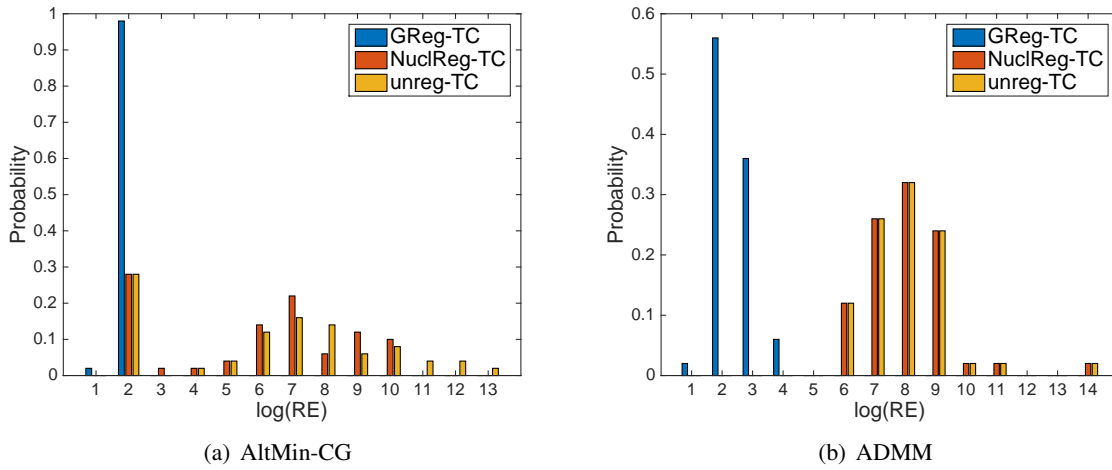 1
0.9
0.8
0.7
0.6
0.5
0.4
0.3
0.2
0.1
0
Probability
1 2 3 4 5 6 7 8 9 10 11 12 13
log(RE)
GReg-TC
NuclReg-TC
unreg-TC
(a) AltMin-CG
0.6
0.5
0.4
0.3
0.2
0.1
0
Probability
1 2 3 4 5 6 7 8 9 10 11 12 13 14
log(RE)
GReg-TC
NuclReg-TC
unreg-TC
(b) ADMM